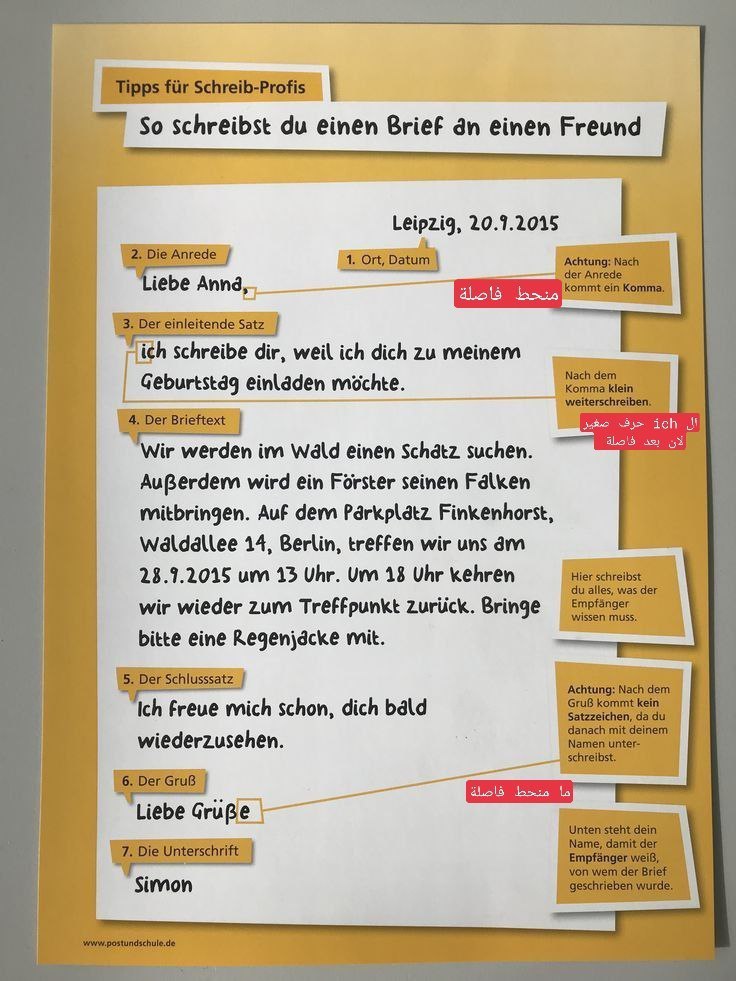 Tipps für Schreib-Profis
So schreibst du einen Brief an einen Freund
Leipzig, 20.9.2015
1. Ort, Datum
2. Die Anrede
Liebe Anna,
Achtung: Nach
der Anrede
kommt ein Komma.
منحط فاصلة
3. Der einleitende Satz
ich schreibe dir, weil ich dich zu meinem
Geburtstag einladen möchte.
Nach dem
Komma klein
weiterschreiben.
ال ich حرف صغير
لان بعد فاصلة
4. Der Brieftext
Wir werden im Wald einen Schatz suchen.
Außerdem wird ein Förster seinen Falken
mitbringen. Auf dem Parkplatz Finkenhorst,
Waldallee 14, Berlin, treffen wir uns am
28.9.2015 um 13 Uhr. Um 18 Uhr kehren
wir wieder zum Treffpunkt zurück. Bringe
bitte eine Regenjacke mit.
Hier schreibst
du alles, was der
Empfänger
wissen muss.
5. Der Schlusssatz
Ich freue mich schon, dich bald
wiederzusehen.
Achtung: Nach dem
Gruß kommt kein
Satzzeichen, da du
danach mit deinem
Namen unter-
schreibst.
6. Der Gruß
Liebe Grüße
ما منحط فاصلة
7. Die Unterschrift
Simon
Unten steht dein
Name, damit der
Empfänger weiß,
von wem der Brief
geschrieben wurde.
www.postundschule.de